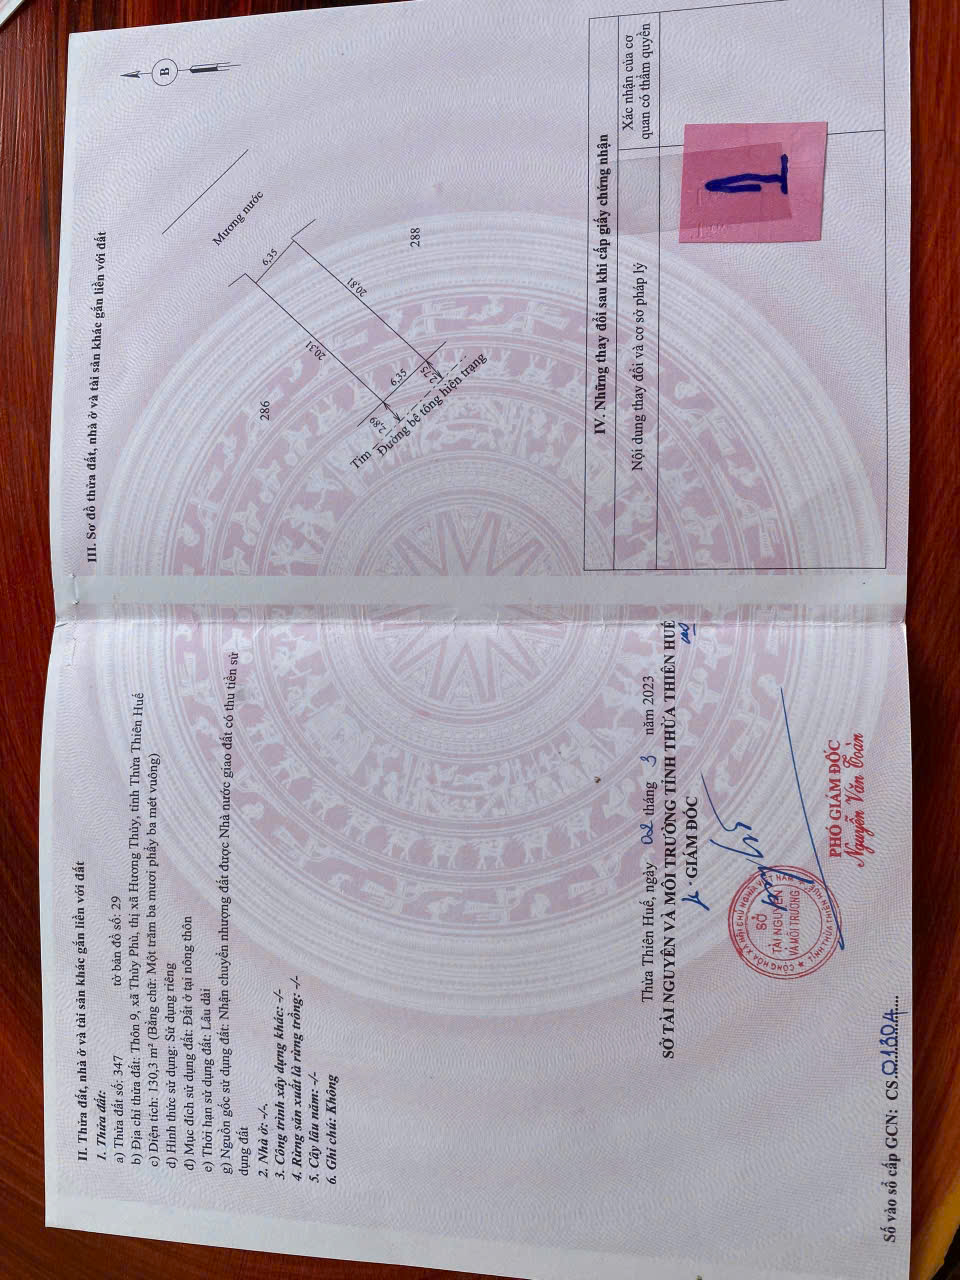 II. Thửa đất, nhà ở và tài sản khác gắn liền với đất
1. Thửa đất:
a) Thửa đất số: 347 tờ bản đồ số: 29
b) Địa chỉ thửa đất: Thôn 9, xã Thủy Phù, thị xã Hương Thủy, tỉnh Thừa Thiên Huế
c) Diện tích: 130,3 m² (Bằng chữ: Một trăm ba mươi phẩy ba mét vuông)
d) Hình thức sử dụng: Sử dụng riêng
đ) Mục đích sử dụng đất: Đất ở tại nông thôn
e) Thời hạn sử dụng đất: Lâu dài
g) Nguồn gốc sử dụng đất: Nhận chuyển nhượng đất được Nhà nước giao đất có thu tiền sử
dụng đất
2. Nhà ở: -/-
3. Công trình xây dựng khác: -/-
4. Rừng sản xuất là rừng trồng: -/-
5. Cây lâu năm: -/-
6. Ghi chú: Không
Thừa Thiên Huế, ngày 02 tháng 3 năm 2023
SỞ TÀI NGUYÊN VÀ MÔI TRƯỜNG TỈNH THỪA THIÊN HUẾ
GIÁM ĐỐC
SỞ
TÀI NGUYÊN
VÀ MÔI TRƯỜNG
PHÓ GIÁM ĐỐC
Nguyễn Văn Toàn
Số vào sổ cấp GCN: CS 01304
III. Sơ đồ thửa đất, nhà ở và tài sản khác gắn liền với đất
B
Mương nước
6,35
20,31
20,81
286
288
6,35
2,89
2,75
Tim Đường bê tông hiện trạng
IV. Những thay đổi sau khi cấp giấy chứng nhận
Nội dung thay đổi và cơ sở pháp lý
Xác nhận của cơ
quan có thẩm quyền